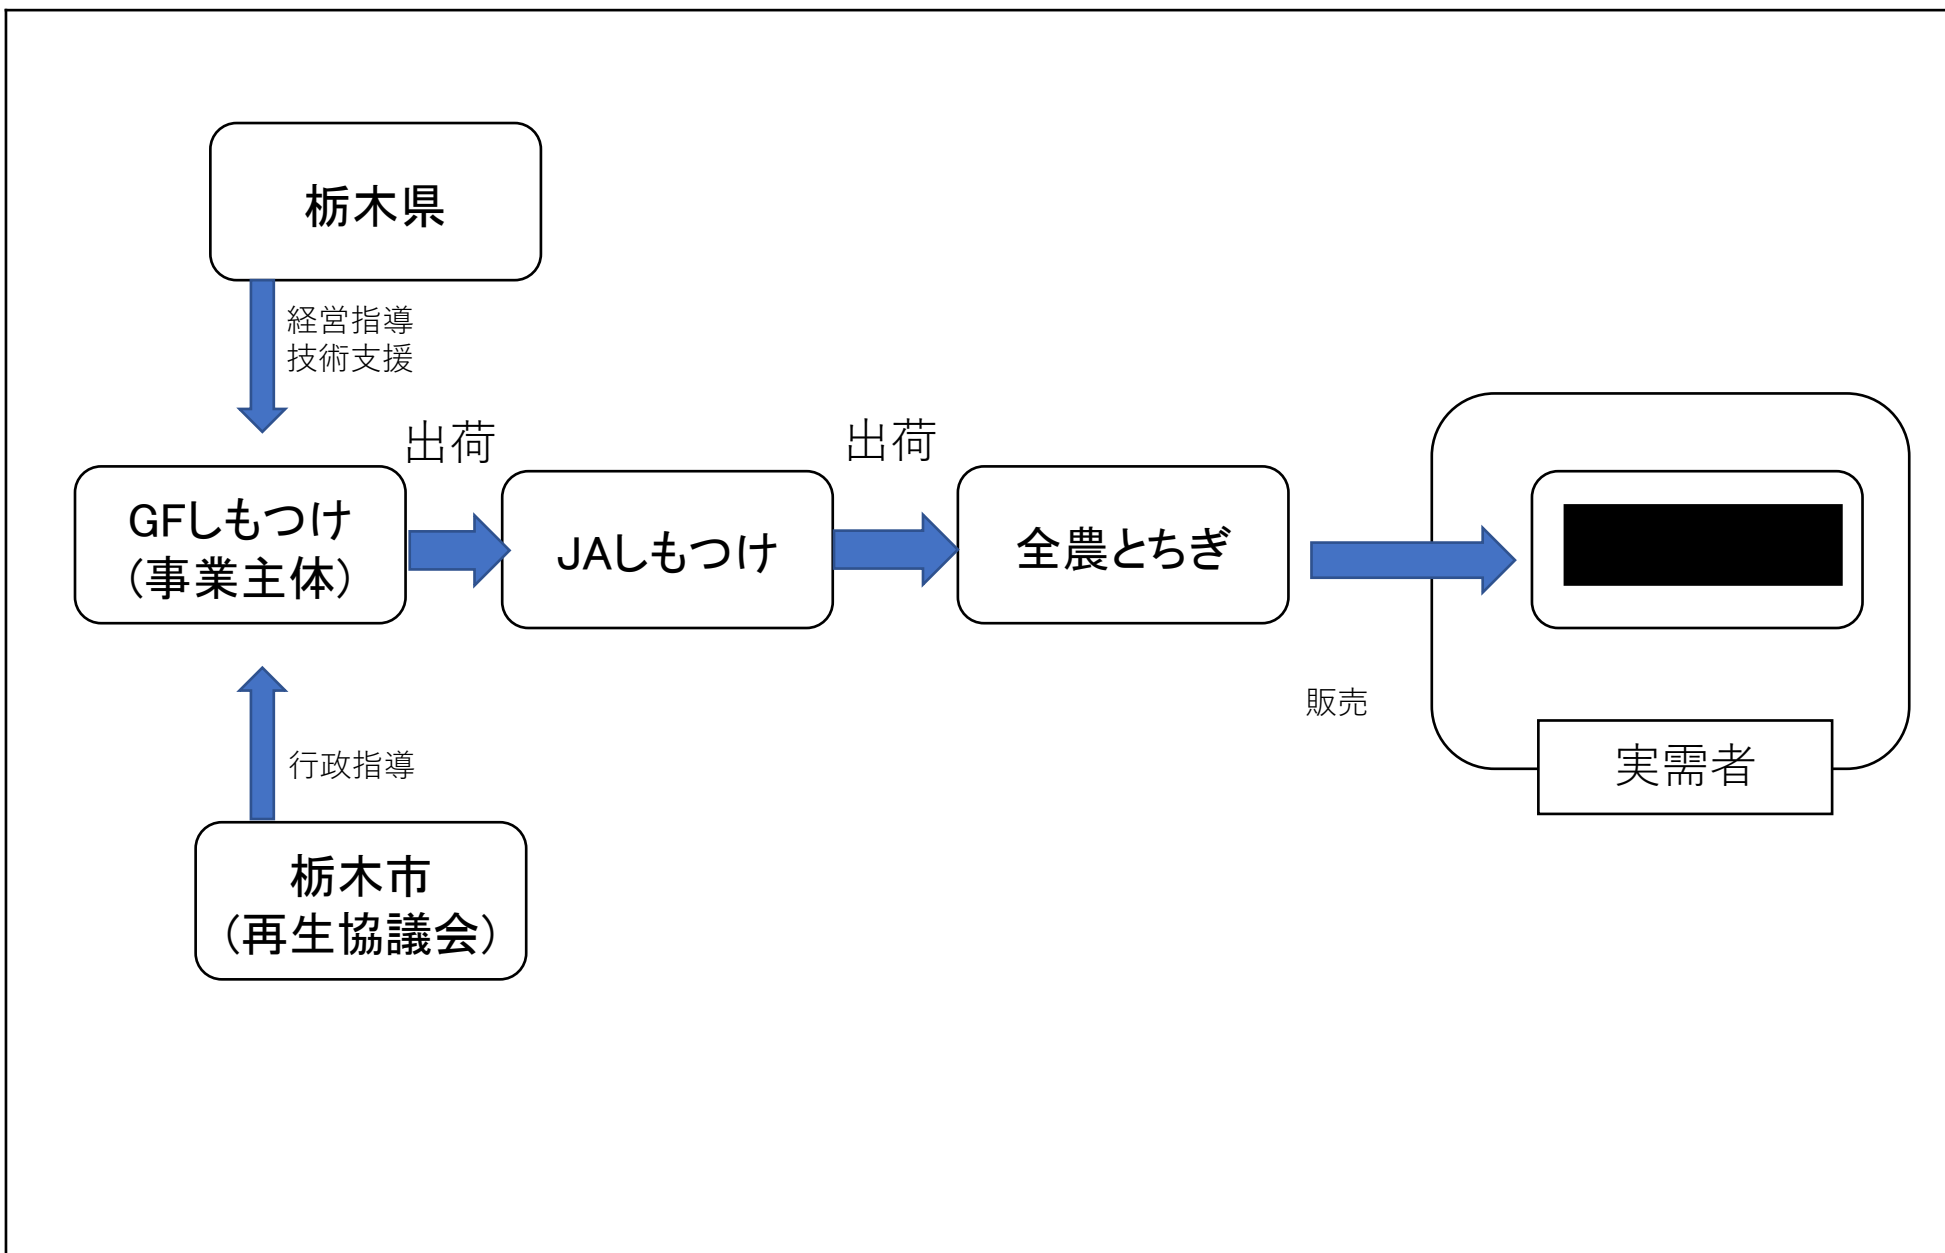 栃木県
経営指導
技術支援
出荷
出荷
GFしもつけ
（事業主体）
JAしもつけ
全農とちぎ
販売
実需者
行政指導
栃木市
（再生協議会）